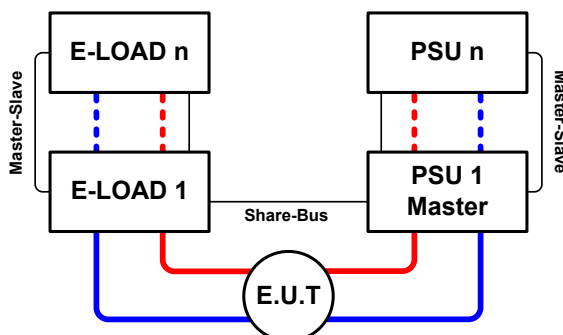 E-LOAD n
PSU n
Master-Slave
Master-Slave
E-LOAD 1
PSU 1
Master
Share-Bus
E.U.T